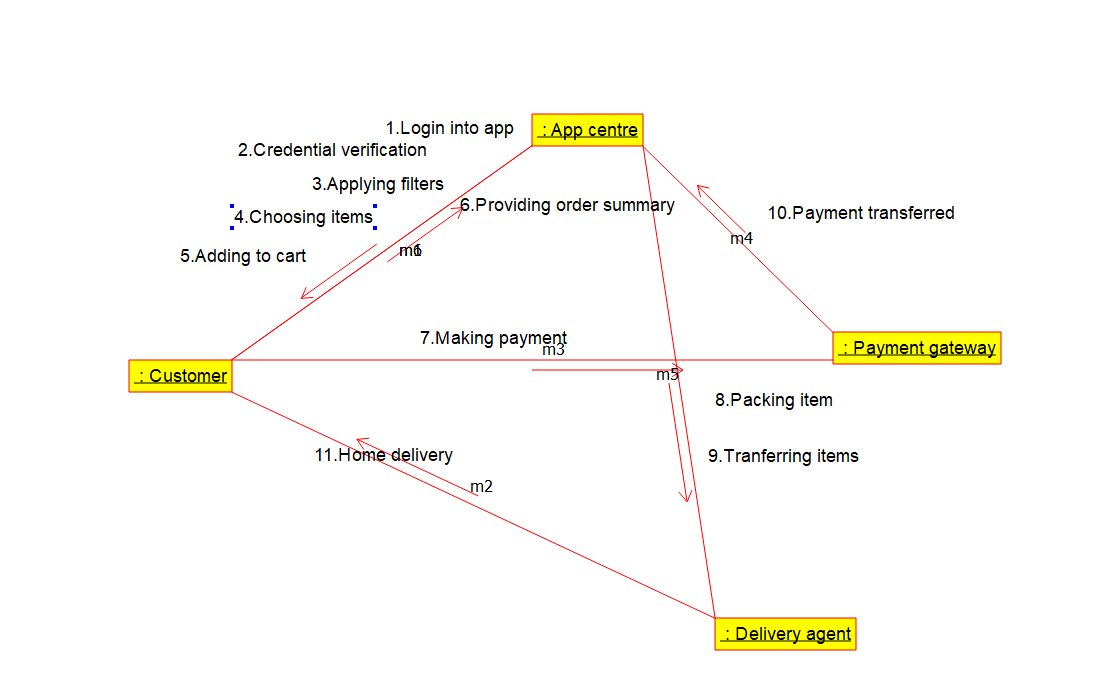 1.Login into app
: App centre
2.Credential verification
3.Applying filters
6.Providing order summary
10.Payment transferred
4.Choosing items
m4
5.Adding to cart
7.Making payment
m3
: Payment gateway
: Customer
m5
8.Packing item
11.Home delivery
9.Tranferring items
m2
: Delivery agent